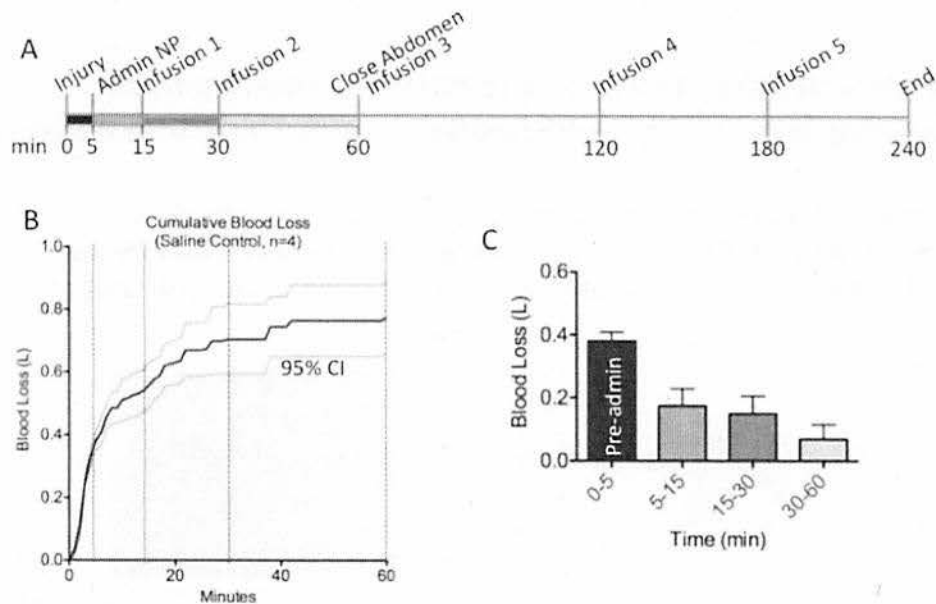 A
Injury
Admin NP
Infusion 1
Infusion 2
Close Abdomen
Infusion 3
Infusion 4
Infusion 5
End
min 0 5 15 30 60 120 180 240
B
Cumulative Blood Loss
(Saline Control, n=4)
1.0
0.8
0.6
0.4
0.2
0.0
Blood Loss (L)
95% CI
0 20 40 60
Minutes
C
0.6
0.4
0.2
0.0
Blood Loss (L)
Pre-admin
0-5 5-15 15-30 30-60
Time (min)